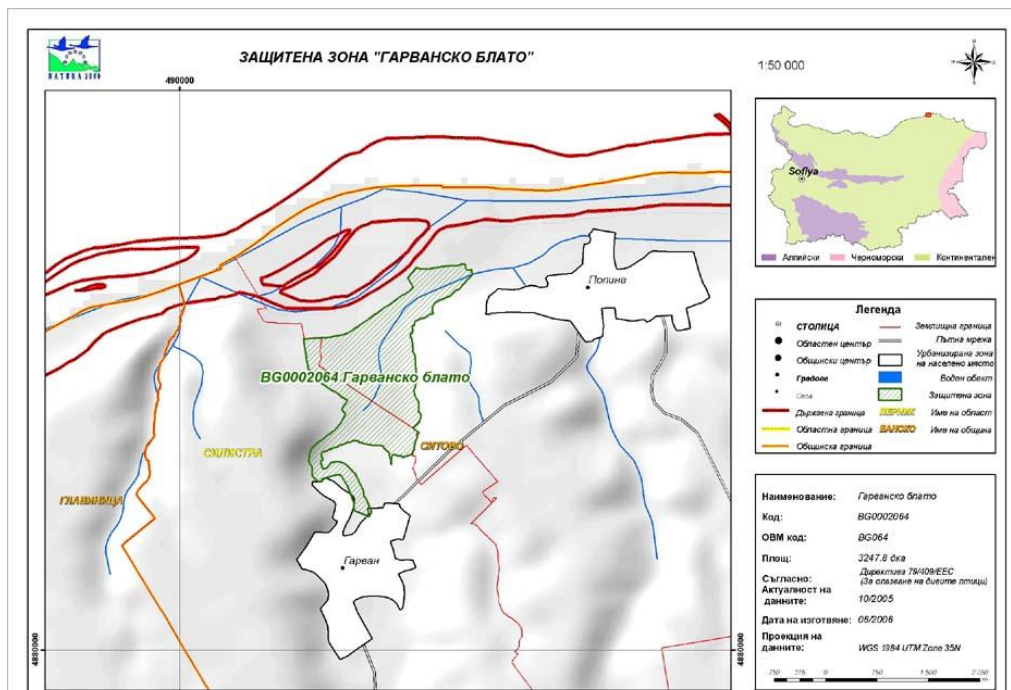 NATURA 2000
ЗАЩИТЕНА ЗОНА "ГАРВАНСКО БЛАТО"
1:50 000
490000
Sofiya
Алпийски
Черноморски
Континентален
Попина
BG0002064 Гарванско блато
СИЛИСТРА
СИТОВО
ГЛАВИНИЦА
Гарван
4880000
4880000
Легенда
СТОЛИЦА
Областен център
Общински център
Градове
Села
Държавна граница
Областна граница
Общинска граница
Землищна граница
Пътна мрежа
Урбанизирана зона
на населено място
Воден обект
Защитена зона
ПЕРНИК Име на област
БАНСКО Име на община
Наименование: Гарванско блато
Код: BG0002064
ОВМ код: BG064
Площ: 3247.8 дка
Съгласно: Директива 79/409/ЕЕС
(За опазване на дивите птици)
Актуалност на
данните: 10/2005
Дата на изготвяне: 06/2006
Проекция на
данните: WGS 1984 UTM Zone 35N
750 375 0 750 1 500 2 250